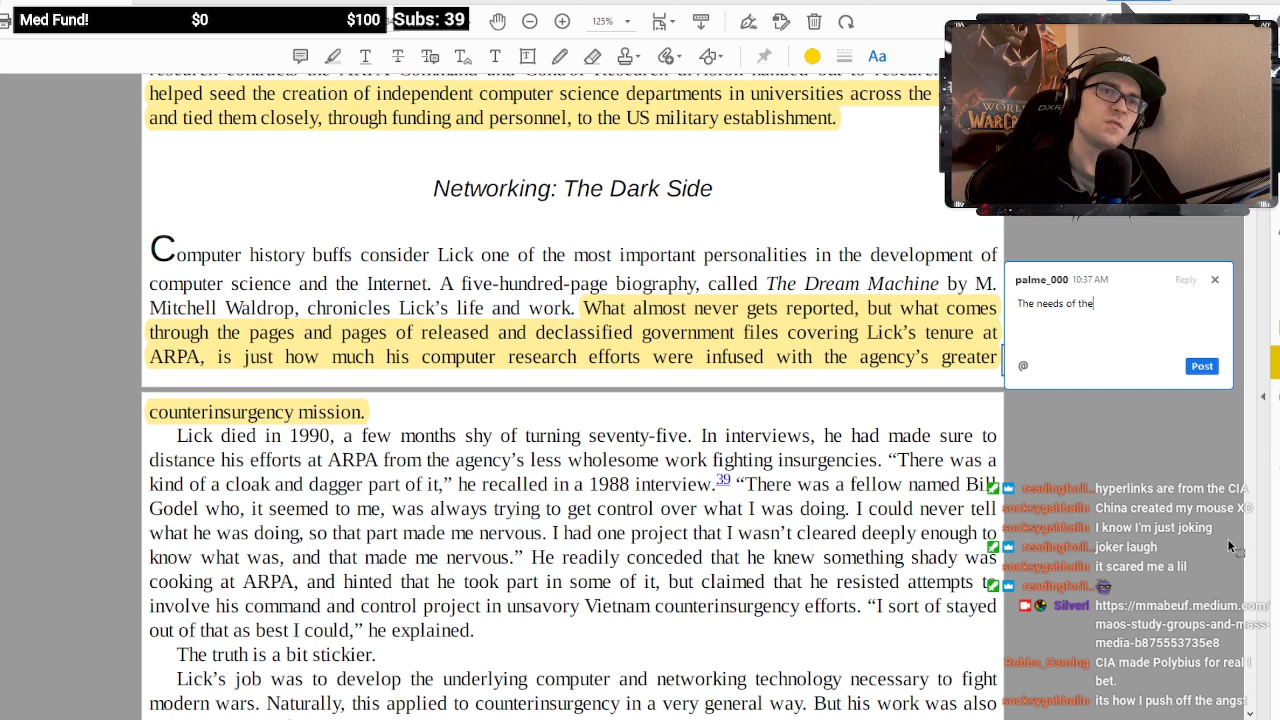 Med Fund! $0 $100 Subs: 39
125%
helped seed the creation of independent computer science departments in universities across the
and tied them closely, through funding and personnel, to the US military establishment.
Networking: The Dark Side
Computer history buffs consider Lick one of the most important personalities in the development of
computer science and the Internet. A five-hundred-page biography, called The Dream Machine by M.
Mitchell Waldrop, chronicles Lick’s life and work. What almost never gets reported, but what comes
through the pages and pages of released and declassified government files covering Lick’s tenure at
ARPA, is just how much his computer research efforts were infused with the agency’s greater
counterinsurgency mission.
Lick died in 1990, a few months shy of turning seventy-five. In interviews, he had made sure to
distance his efforts at ARPA from the agency’s less wholesome work fighting insurgencies. “There was a
kind of a cloak and dagger part of it,” he recalled in a 1988 interview.39 “There was a fellow named Bill
Godel who, it seemed to me, was always trying to get control over what I was doing. I could never tell
what he was doing, so that part made me nervous. I had one project that I wasn’t cleared deeply enough to
know what was, and that made me nervous.” He readily conceded that he knew something shady was
cooking at ARPA, and hinted that he took part in some of it, but claimed that he resisted attempts to
involve his command and control project in unsavory Vietnam counterinsurgency efforts. “I sort of stayed
out of that as best I could,” he explained.
The truth is a bit stickier.
Lick’s job was to develop the underlying computer and networking technology necessary to fight
modern wars. Naturally, this applied to counterinsurgency in a very general way. But his work was also
palme_000 10:37 AM Reply
The needs of the
@ Post
readingforli... hyperlinks are from the CIA
socksygahbalin China created my mouse XD
socksygahbalin I know I'm just joking
readingforli... joker laugh
socksygahbalin it scared me a lil
readingforli...
Silverl https://mmabeuf.medium.com/
maos-study-groups-and-mass-
media-b875553735e8
Robbo_Gaming CIA made Polybius for real I
bet.
socksygahbalin its how I push off the angst